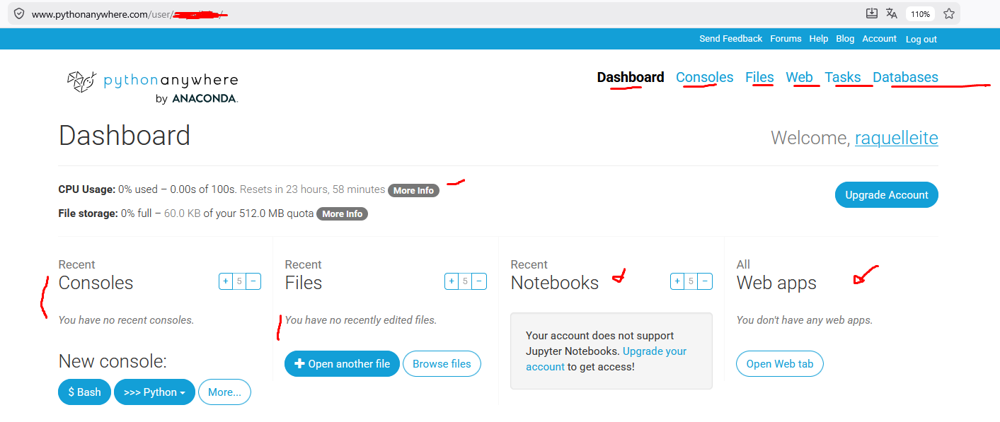 www.pythonanywhere.com/user/
110%
Send Feedback Forums Help Blog Account Log out
pythonanywhere
by ANACONDA.
Dashboard Consoles Files Web Tasks Databases
Dashboard
Welcome, raquelleite
CPU Usage: 0% used – 0.00s of 100s. Resets in 23 hours, 58 minutes More Info
File storage: 0% full – 60.0 KB of your 512.0 MB quota More Info
Upgrade Account
Recent
Consoles
+ 5 −
You have no recent consoles.
New console:
$ Bash >>> Python More...
Recent
Files
+ 5 −
You have no recently edited files.
+ Open another file Browse files
Recent
Notebooks
+ 5 −
Your account does not support
Jupyter Notebooks. Upgrade your
account to get access!
All
Web apps
You don't have any web apps.
Open Web tab